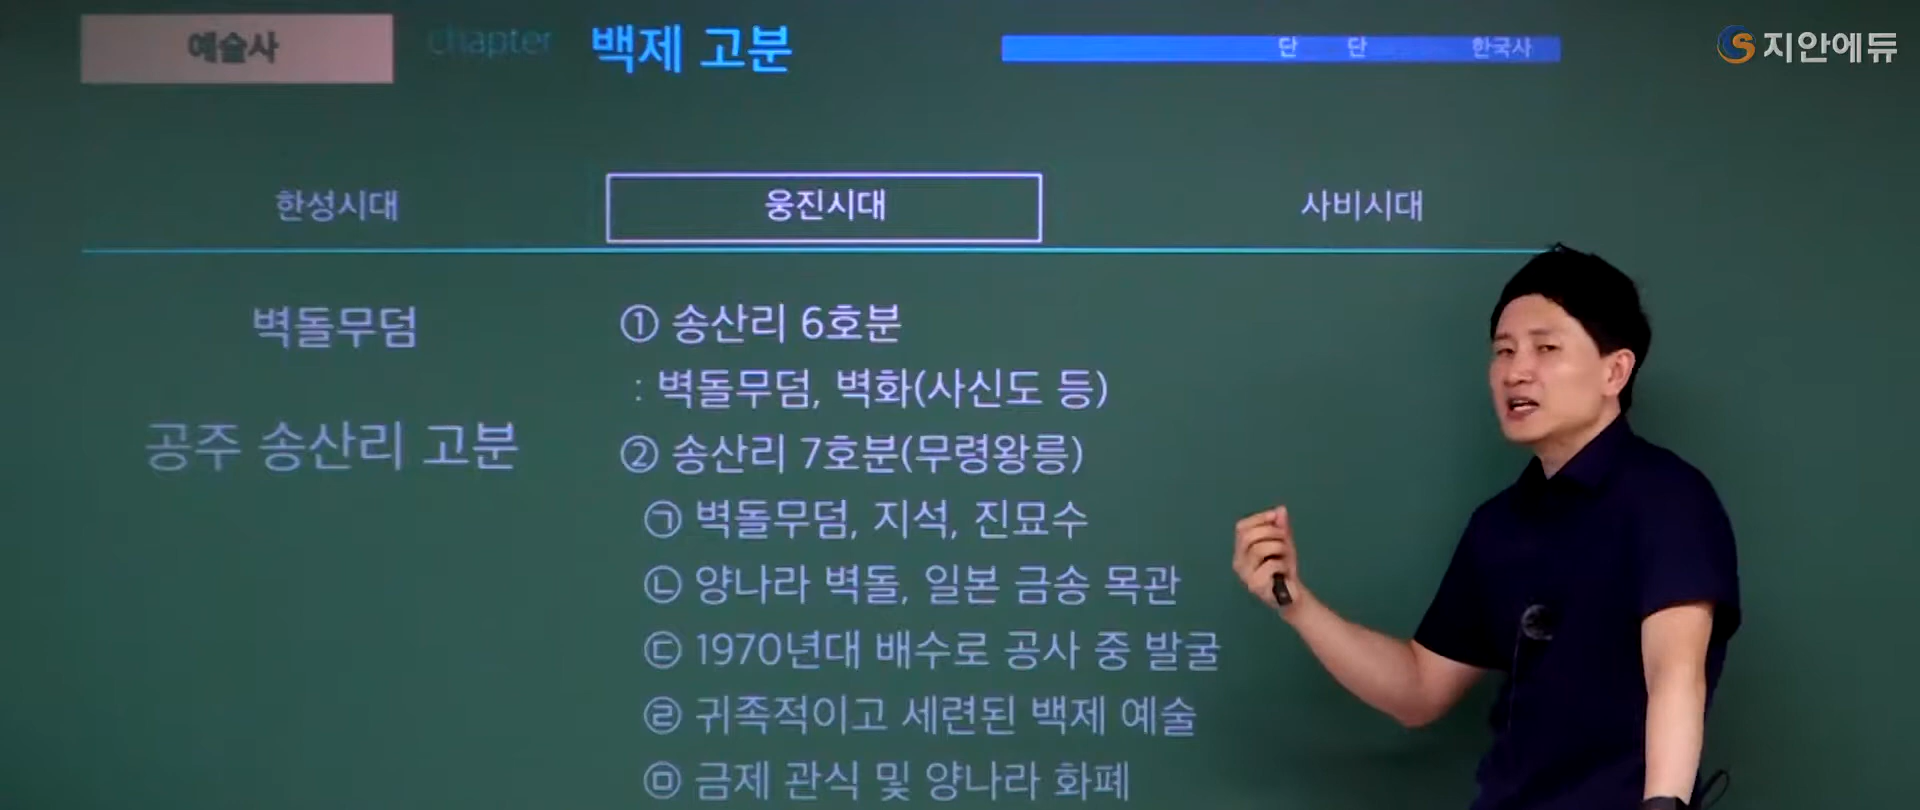 예술사
chapter 백제 고분
단 단 한국사
지안에듀
한성시대 웅진시대 사비시대
벽돌무덤
공주 송산리 고분
① 송산리 6호분
: 벽돌무덤, 벽화(사신도 등)
② 송산리 7호분(무령왕릉)
㉠ 벽돌무덤, 지석, 진묘수
㉡ 양나라 벽돌, 일본 금송 목관
㉢ 1970년대 배수로 공사 중 발굴
㉣ 귀족적이고 세련된 백제 예술
㉤ 금제 관식 및 양나라 화폐